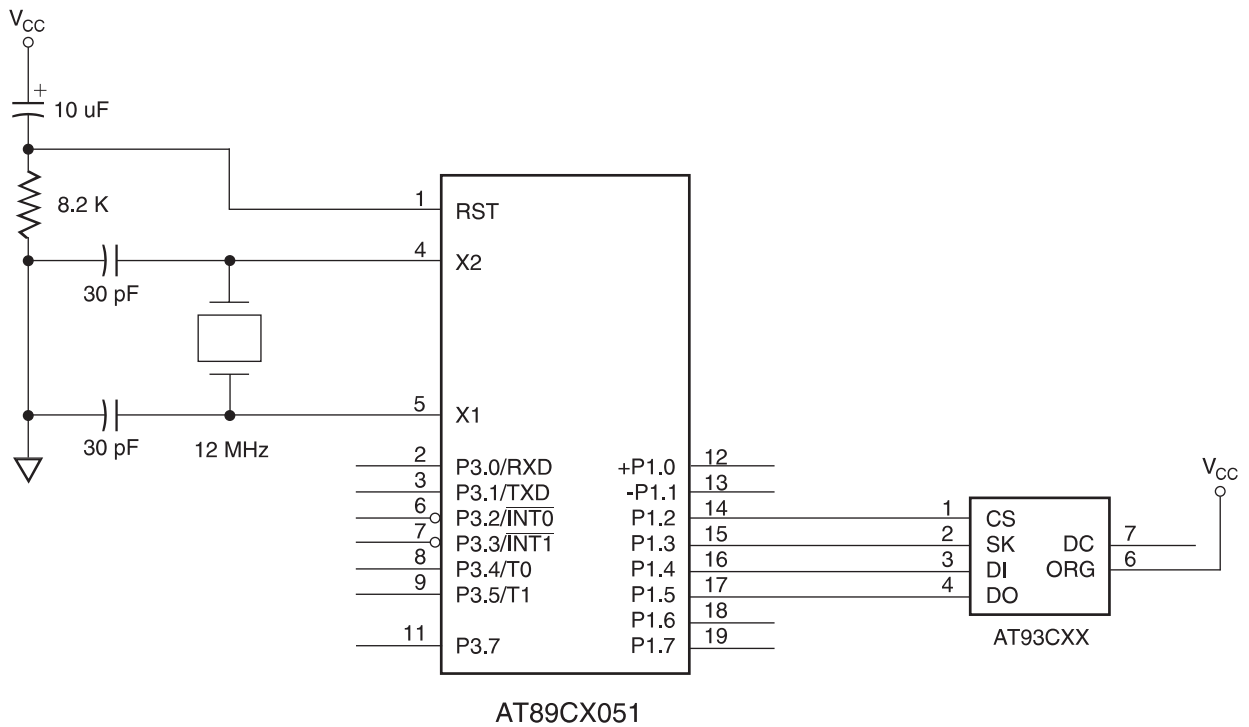 V_CC
+
10 uF
8.2 K
30 pF
30 pF
12 MHz
1 RST
4 X2
5 X1
2 P3.0/RXD
3 P3.1/TXD
6 P3.2/INT0
7 P3.3/INT1
8 P3.4/T0
9 P3.5/T1
11 P3.7
+P1.0 12
-P1.1 13
P1.2 14
P1.3 15
P1.4 16
P1.5 17
P1.6 18
P1.7 19
AT89CX051
1 CS
2 SK
3 DI
4 DO
DC 7
ORG 6
AT93CXX
V_CC